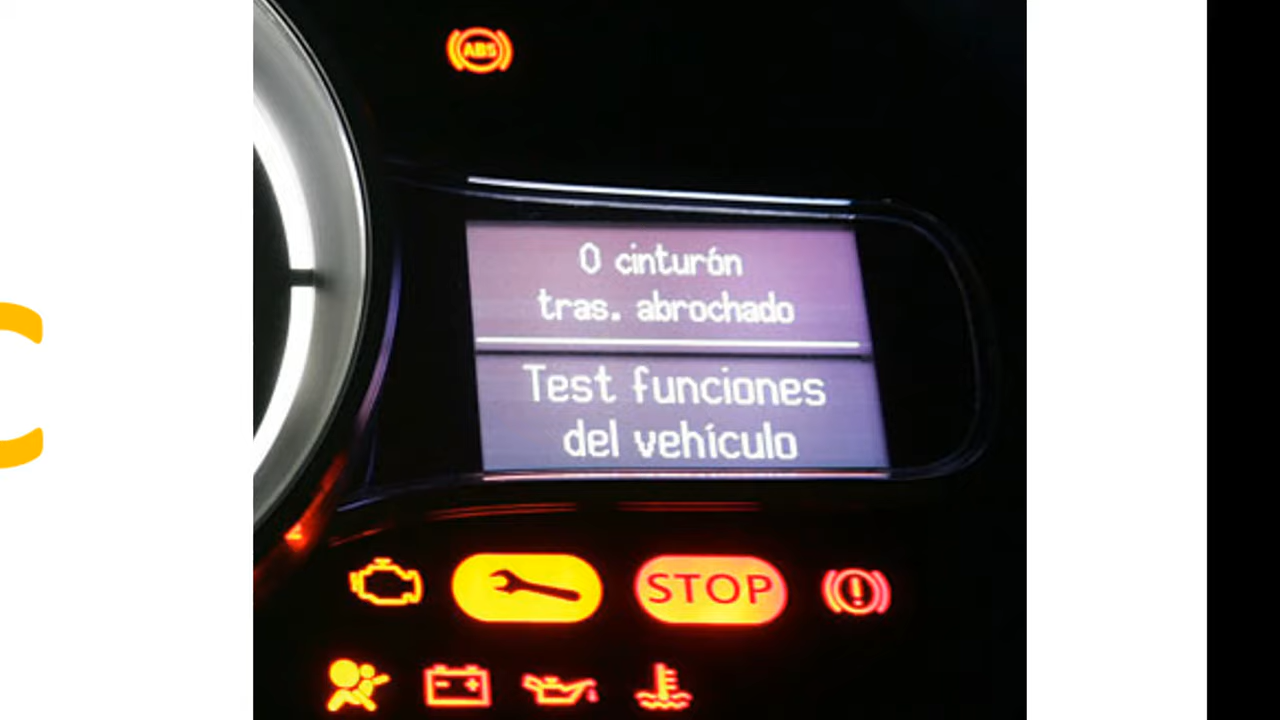 C
ABS
0 cinturón
tras. abrochado
Test funciones
del vehículo
STOP